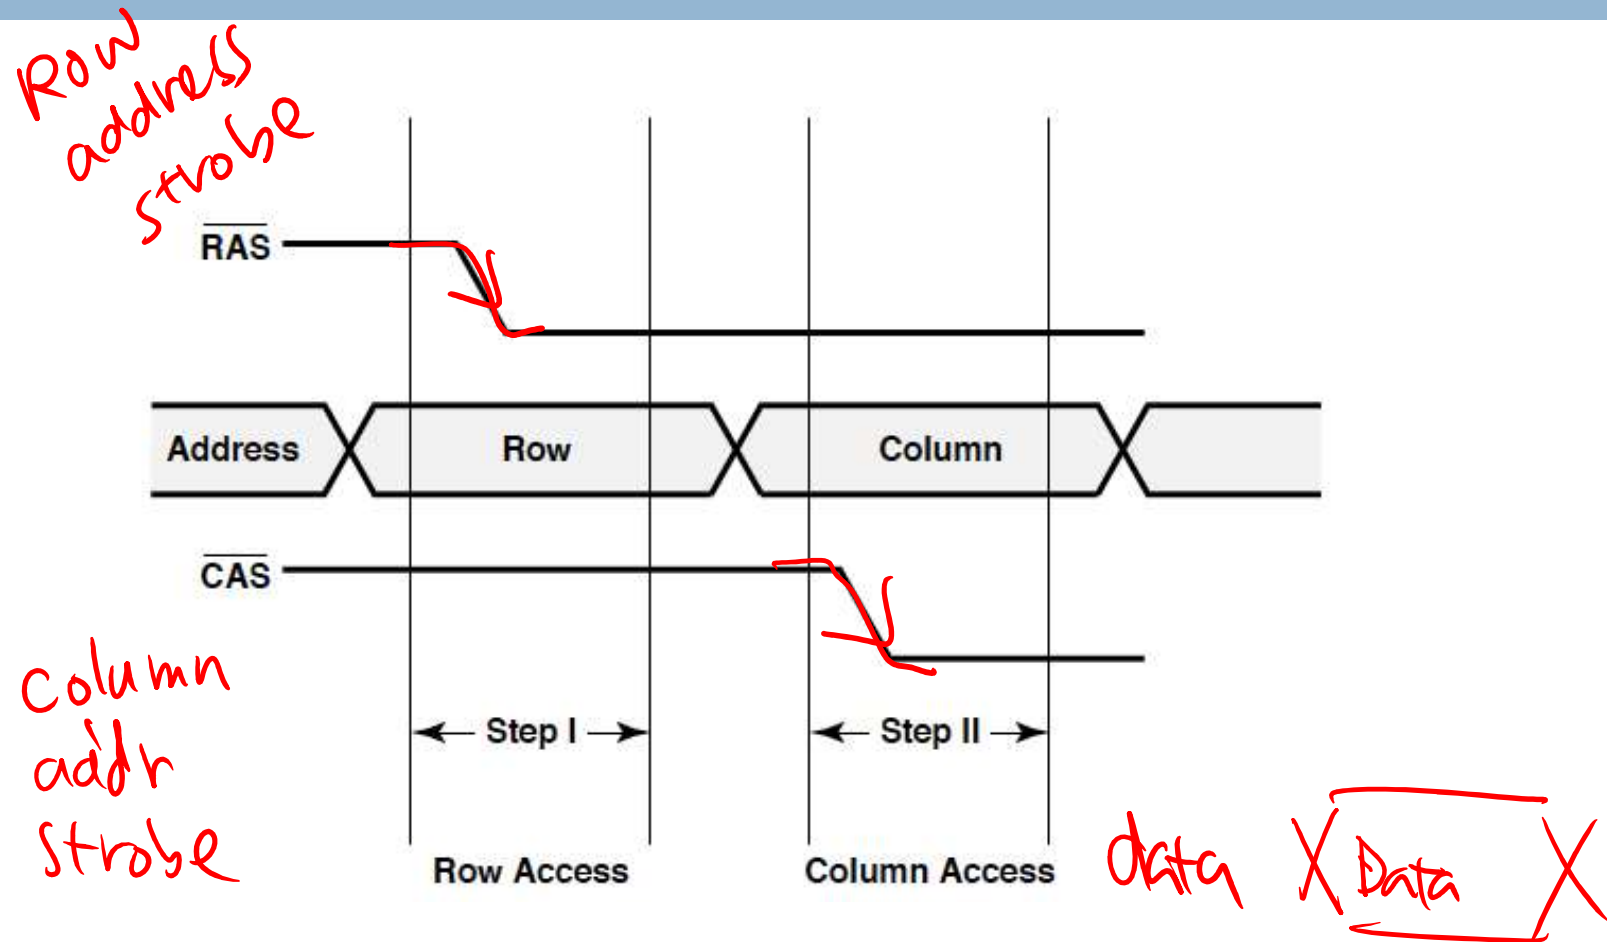 Row
address
strobe
RAS
Address Row Column
CAS
Column
addr
strobe
Step I Step II
Row Access Column Access
data Data